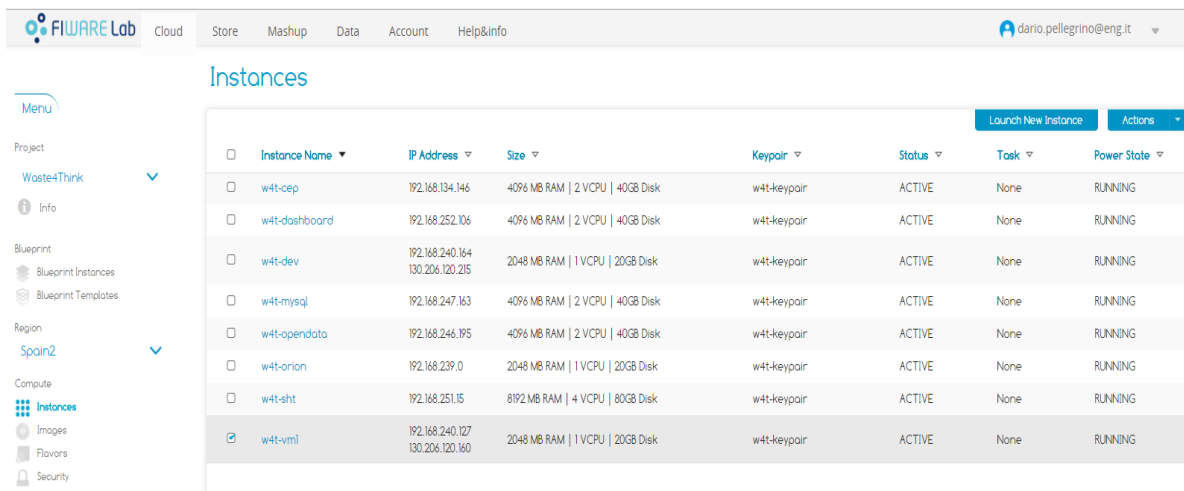 FIWARE Lab Cloud Store Mashup Data Account Help&info dario.pellegrino@eng.it
Instances
Menu
Launch New Instance Actions
Project
Waste4Think
Info
Blueprint
Blueprint Instances
Blueprint Templates
Region
Spain2
Compute
Instances
Images
Flavors
Security
Instance Name IP Address Size Keypair Status Task Power State
w4t-cep 192.168.134.146 4096 MB RAM | 2 VCPU | 40GB Disk w4t-keypair ACTIVE None RUNNING
w4t-dashboard 192.168.252.106 4096 MB RAM | 2 VCPU | 40GB Disk w4t-keypair ACTIVE None RUNNING
w4t-dev 192.168.240.164 2048 MB RAM | 1 VCPU | 20GB Disk w4t-keypair ACTIVE None RUNNING
130.206.120.215
w4t-mysql 192.168.247.163 4096 MB RAM | 2 VCPU | 40GB Disk w4t-keypair ACTIVE None RUNNING
w4t-opendata 192.168.246.195 4096 MB RAM | 2 VCPU | 40GB Disk w4t-keypair ACTIVE None RUNNING
w4t-orion 192.168.239.0 2048 MB RAM | 1 VCPU | 20GB Disk w4t-keypair ACTIVE None RUNNING
w4t-sht 192.168.251.15 8192 MB RAM | 4 VCPU | 80GB Disk w4t-keypair ACTIVE None RUNNING
w4t-vm1 192.168.240.127 2048 MB RAM | 1 VCPU | 20GB Disk w4t-keypair ACTIVE None RUNNING
130.206.120.160